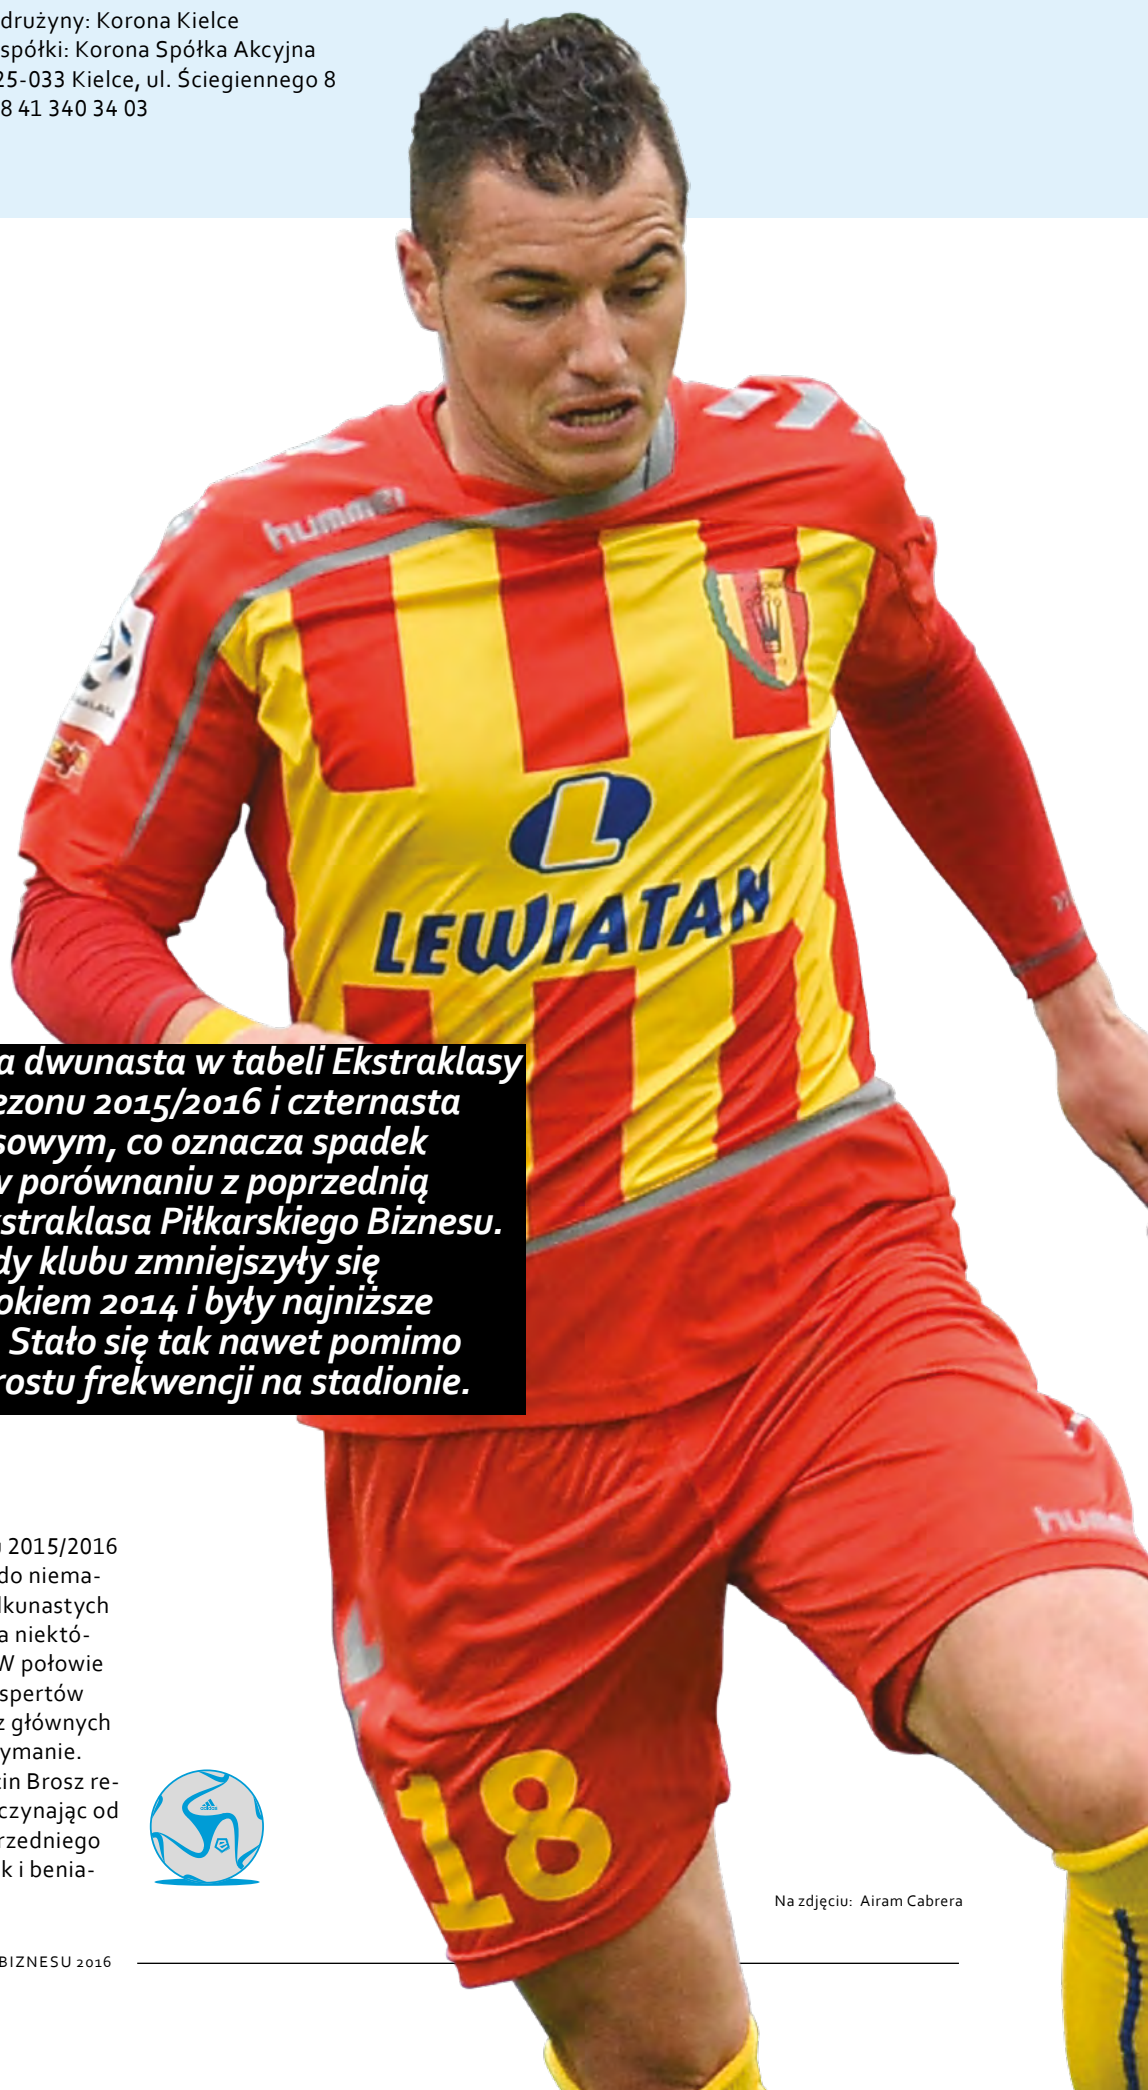 drużyny: Korona Kielce
spółki: Korona Spółka Akcyjna
25-033 Kielce, ul. Ściegiennego 8
8 41 340 34 03
hummel
LEWIATAN
a dwunasta w tabeli Ekstraklasy
ezonu 2015/2016 i czternasta
sowym, co oznacza spadek
w porównaniu z poprzednią
kstraklasa Piłkarskiego Biznesu.
dy klubu zmniejszyły się
okiem 2014 i były najniższe
Stało się tak nawet pomimo
rostu frekwencji na stadionie.
2015/2016
do niema-
lkunastych
a niektó-
W połowie
spertów
z głównych
ymanie.
cin Brosz re-
czynając od
rzedniego
k i benia-
adidas
18
Na zdjęciu: Airam Cabrera
BIZNESU 2016